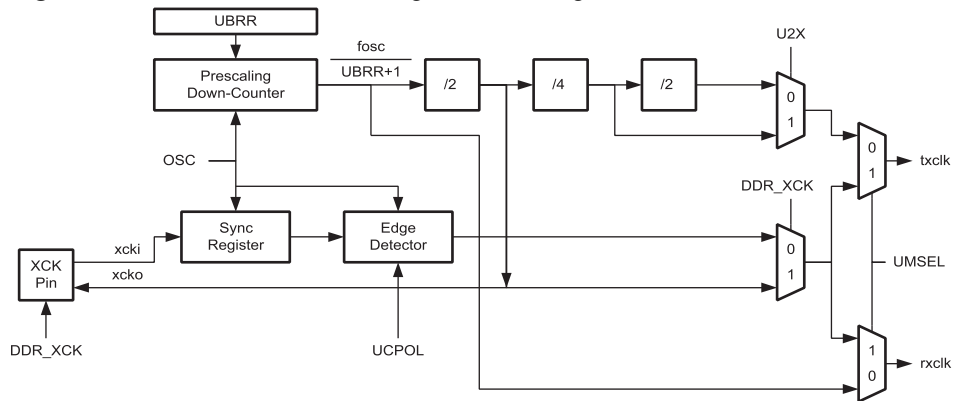 UBRR
fosc
U2X
Prescaling
Down-Counter
UBRR+1
/2
/4
/2
0
1
OSC
0
1
txclk
DDR_XCK
xcki
Sync
Register
Edge
Detector
0
1
UMSEL
XCK
Pin
xcko
DDR_XCK
UCPOL
1
0
rxclk